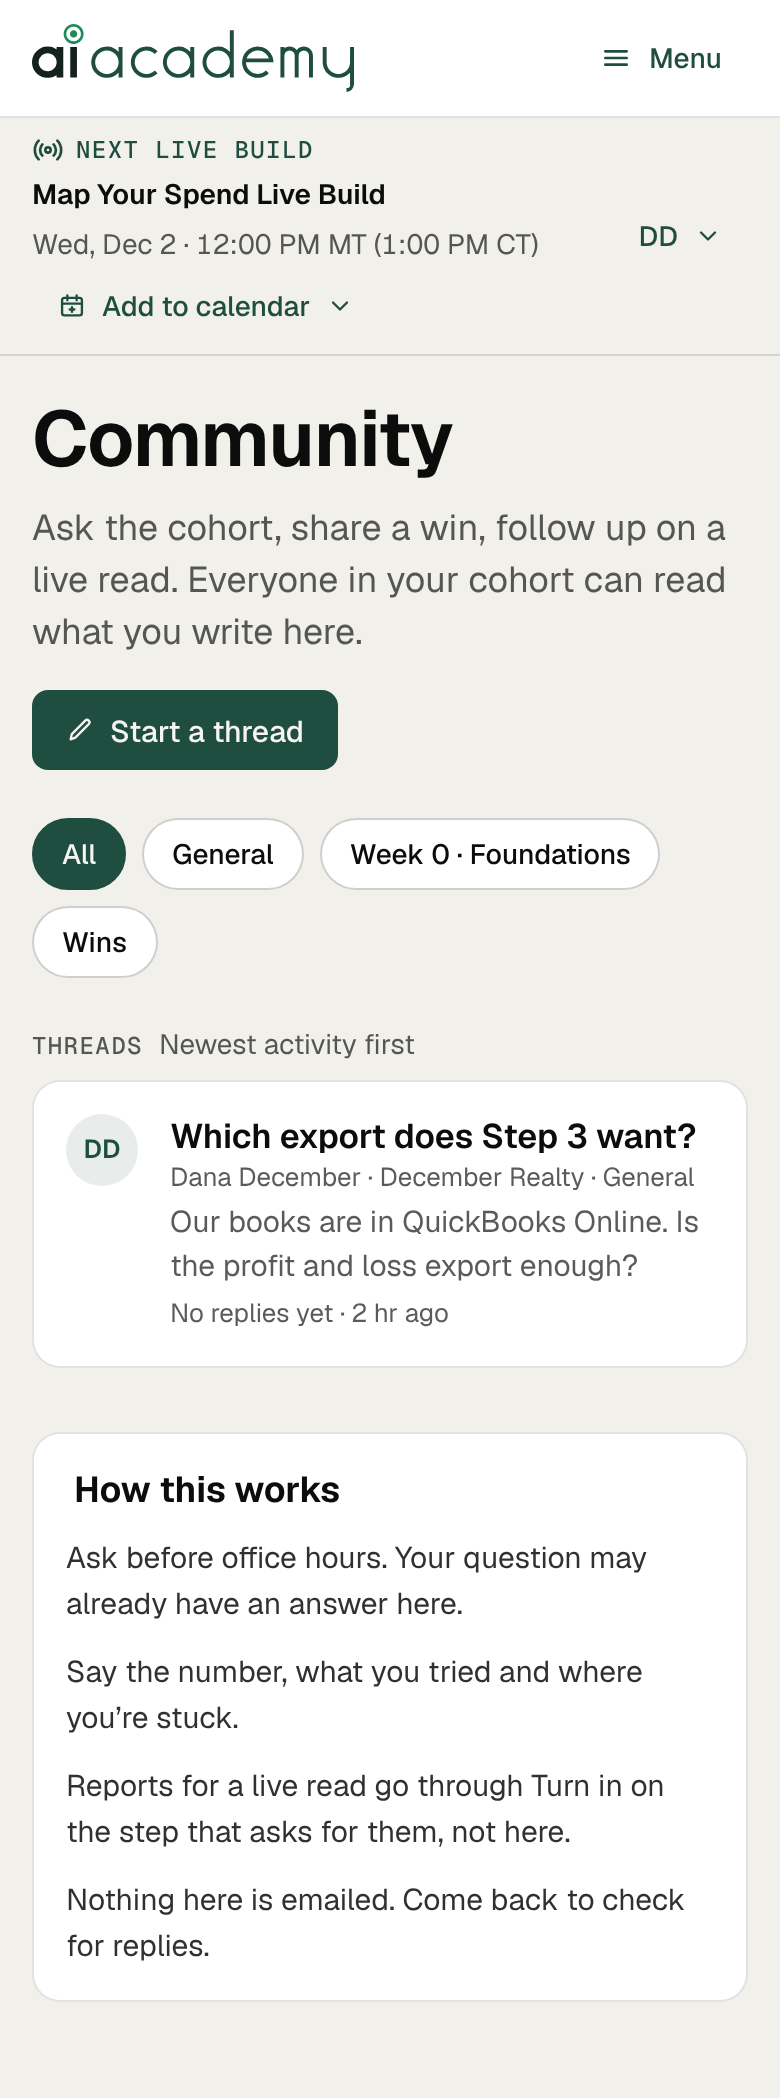 ai academy
Menu
NEXT LIVE BUILD
Map Your Spend Live Build
Wed, Dec 2 · 12:00 PM MT (1:00 PM CT)
DD
Add to calendar
Community
Ask the cohort, share a win, follow up on a
live read. Everyone in your cohort can read
what you write here.
Start a thread
All
General
Week 0 · Foundations
Wins
THREADS Newest activity first
DD
Which export does Step 3 want?
Dana December · December Realty · General
Our books are in QuickBooks Online. Is
the profit and loss export enough?
No replies yet · 2 hr ago
How this works
Ask before office hours. Your question may
already have an answer here.
Say the number, what you tried and where
you’re stuck.
Reports for a live read go through Turn in on
the step that asks for them, not here.
Nothing here is emailed. Come back to check
for replies.